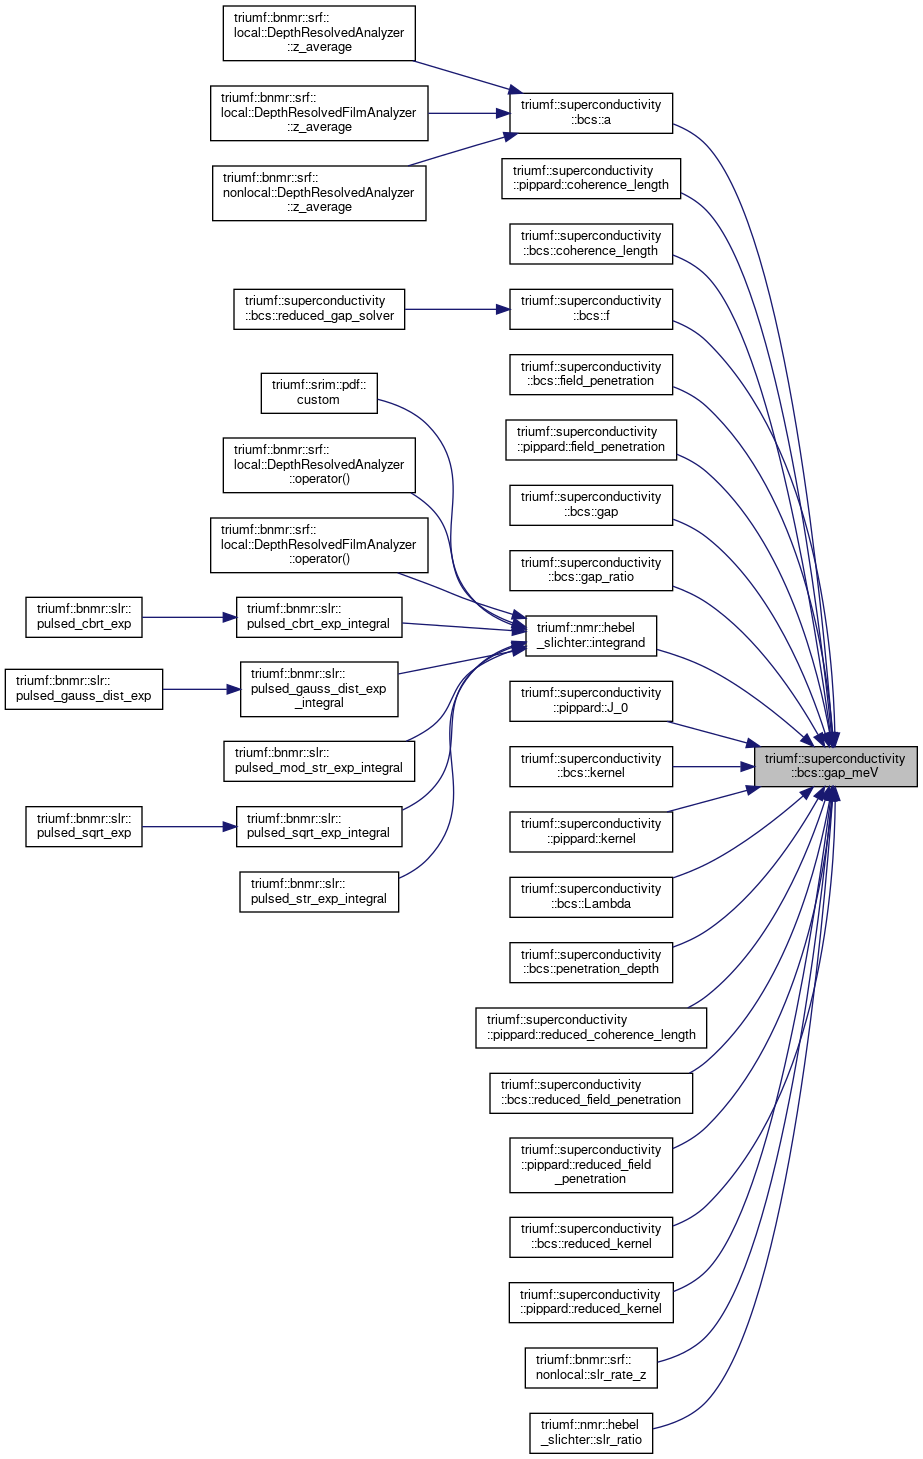 triumf::bnmr::srf::
local::DepthResolvedAnalyzer
::z_average
triumf::bnmr::srf::
local::DepthResolvedFilmAnalyzer
::z_average
triumf::bnmr::srf::
nonlocal::DepthResolvedAnalyzer
::z_average
triumf::superconductivity
::bcs::reduced_gap_solver
triumf::srim::pdf::
custom
triumf::bnmr::srf::
local::DepthResolvedAnalyzer
::operator()
triumf::bnmr::srf::
local::DepthResolvedFilmAnalyzer
::operator()
triumf::bnmr::slr::
pulsed_cbrt_exp
triumf::bnmr::slr::
pulsed_cbrt_exp_integral
triumf::bnmr::slr::
pulsed_gauss_dist_exp
triumf::bnmr::slr::
pulsed_gauss_dist_exp
_integral
triumf::bnmr::slr::
pulsed_mod_str_exp_integral
triumf::bnmr::slr::
pulsed_sqrt_exp
triumf::bnmr::slr::
pulsed_sqrt_exp_integral
triumf::bnmr::slr::
pulsed_str_exp_integral
triumf::superconductivity
::bcs::a
triumf::superconductivity
::pippard::coherence_length
triumf::superconductivity
::bcs::coherence_length
triumf::superconductivity
::bcs::f
triumf::superconductivity
::bcs::field_penetration
triumf::superconductivity
::pippard::field_penetration
triumf::superconductivity
::bcs::gap
triumf::superconductivity
::bcs::gap_ratio
triumf::nmr::hebel
_slichter::integrand
triumf::superconductivity
::pippard::J_0
triumf::superconductivity
::bcs::kernel
triumf::superconductivity
::pippard::kernel
triumf::superconductivity
::bcs::Lambda
triumf::superconductivity
::bcs::penetration_depth
triumf::superconductivity
::pippard::reduced_coherence_length
triumf::superconductivity
::bcs::reduced_field_penetration
triumf::superconductivity
::pippard::reduced_field
_penetration
triumf::superconductivity
::bcs::reduced_kernel
triumf::superconductivity
::pippard::reduced_kernel
triumf::bnmr::srf::
nonlocal::slr_rate_z
triumf::nmr::hebel
_slichter::slr_ratio
triumf::superconductivity
::bcs::gap_meV